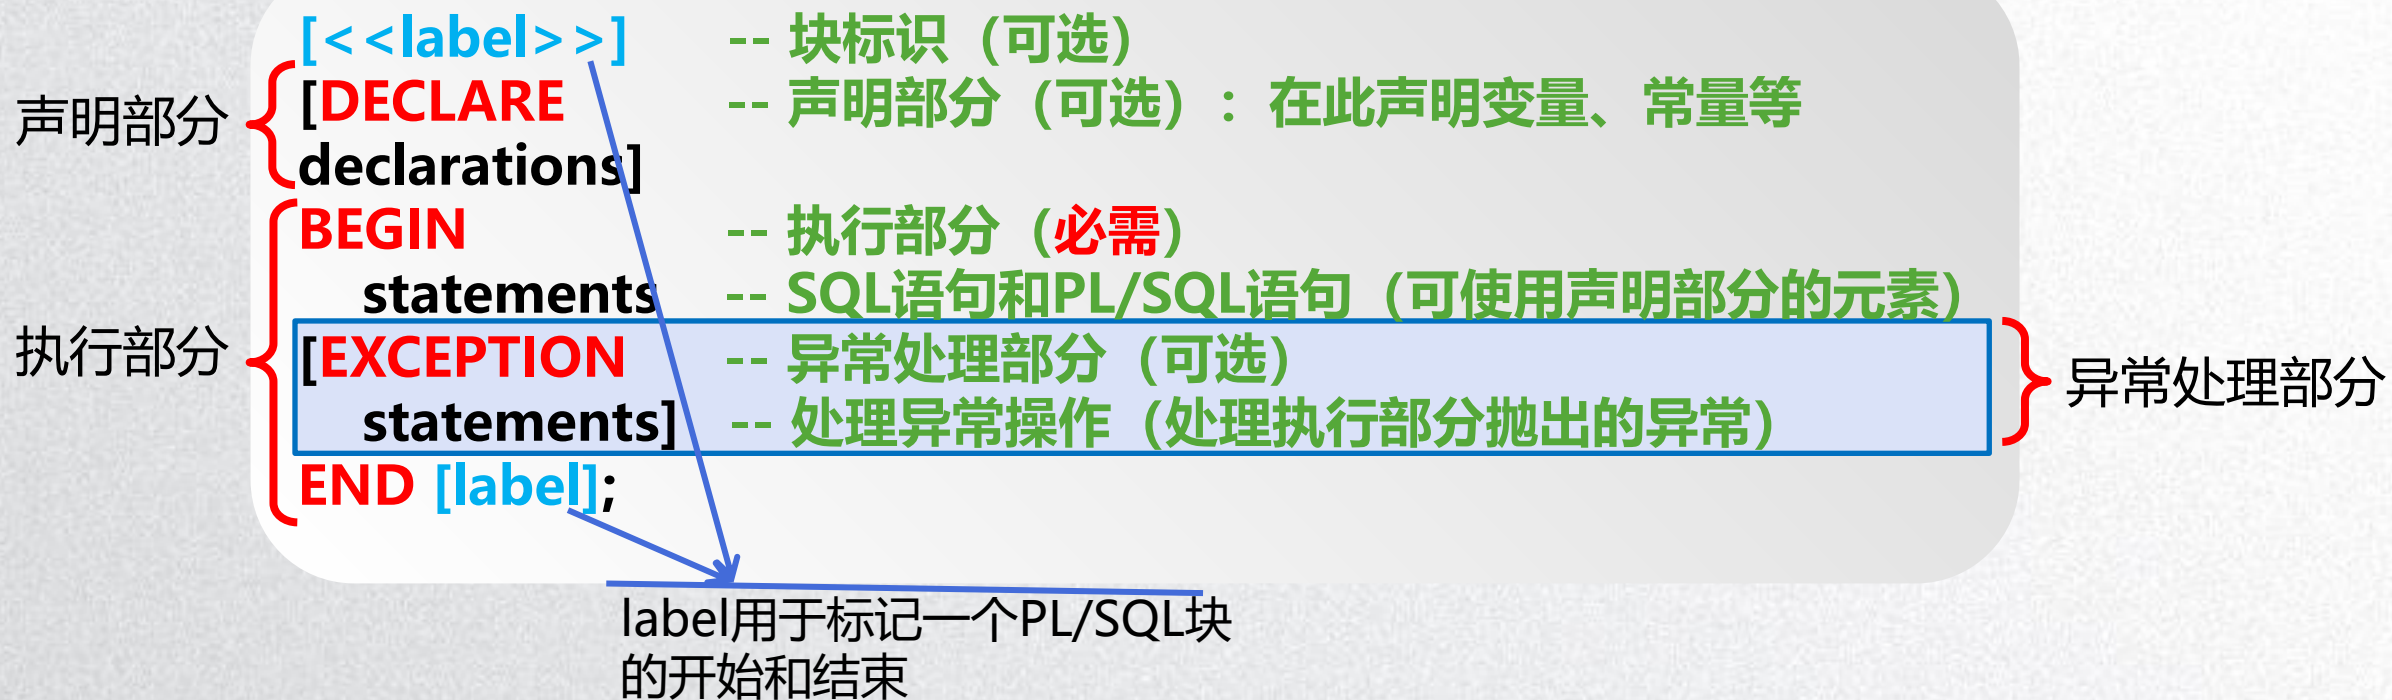 [<<label>>] -- 块标识（可选）
[DECLARE -- 声明部分（可选）：在此声明变量、常量等
声明部分
declarations]
BEGIN -- 执行部分（必需）
statements -- SQL语句和PL/SQL语句（可使用声明部分的元素）
执行部分
[EXCEPTION -- 异常处理部分（可选）
异常处理部分
statements] -- 处理异常操作（处理执行部分抛出的异常）
END [label];
label用于标记一个PL/SQL块
的开始和结束